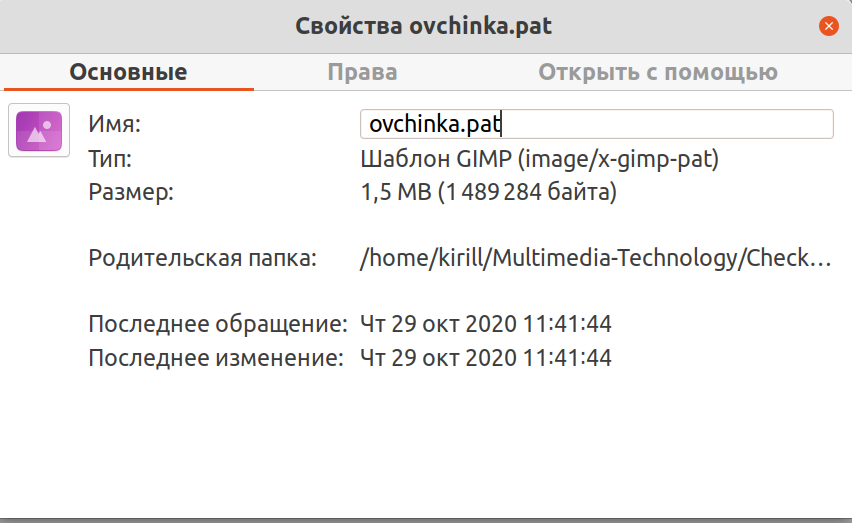 Свойства ovchinka.pat
Основные Права Открыть с помощью
Имя: ovchinka.pat
Тип: Шаблон GIMP (image/x-gimp-pat)
Размер: 1,5 MB (1 489 284 байта)
Родительская папка: /home/kirill/Multimedia-Technology/Check…
Последнее обращение: Чт 29 окт 2020 11:41:44
Последнее изменение: Чт 29 окт 2020 11:41:44